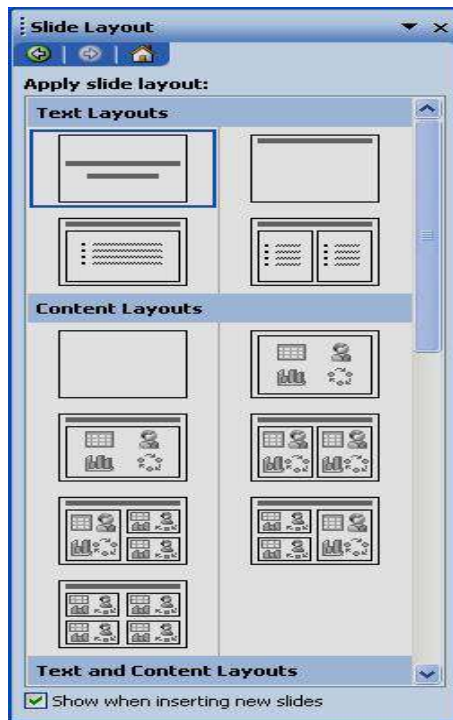 Slide Layout
Apply slide layout:
Text Layouts
Content Layouts
Text and Content Layouts
Show when inserting new slides